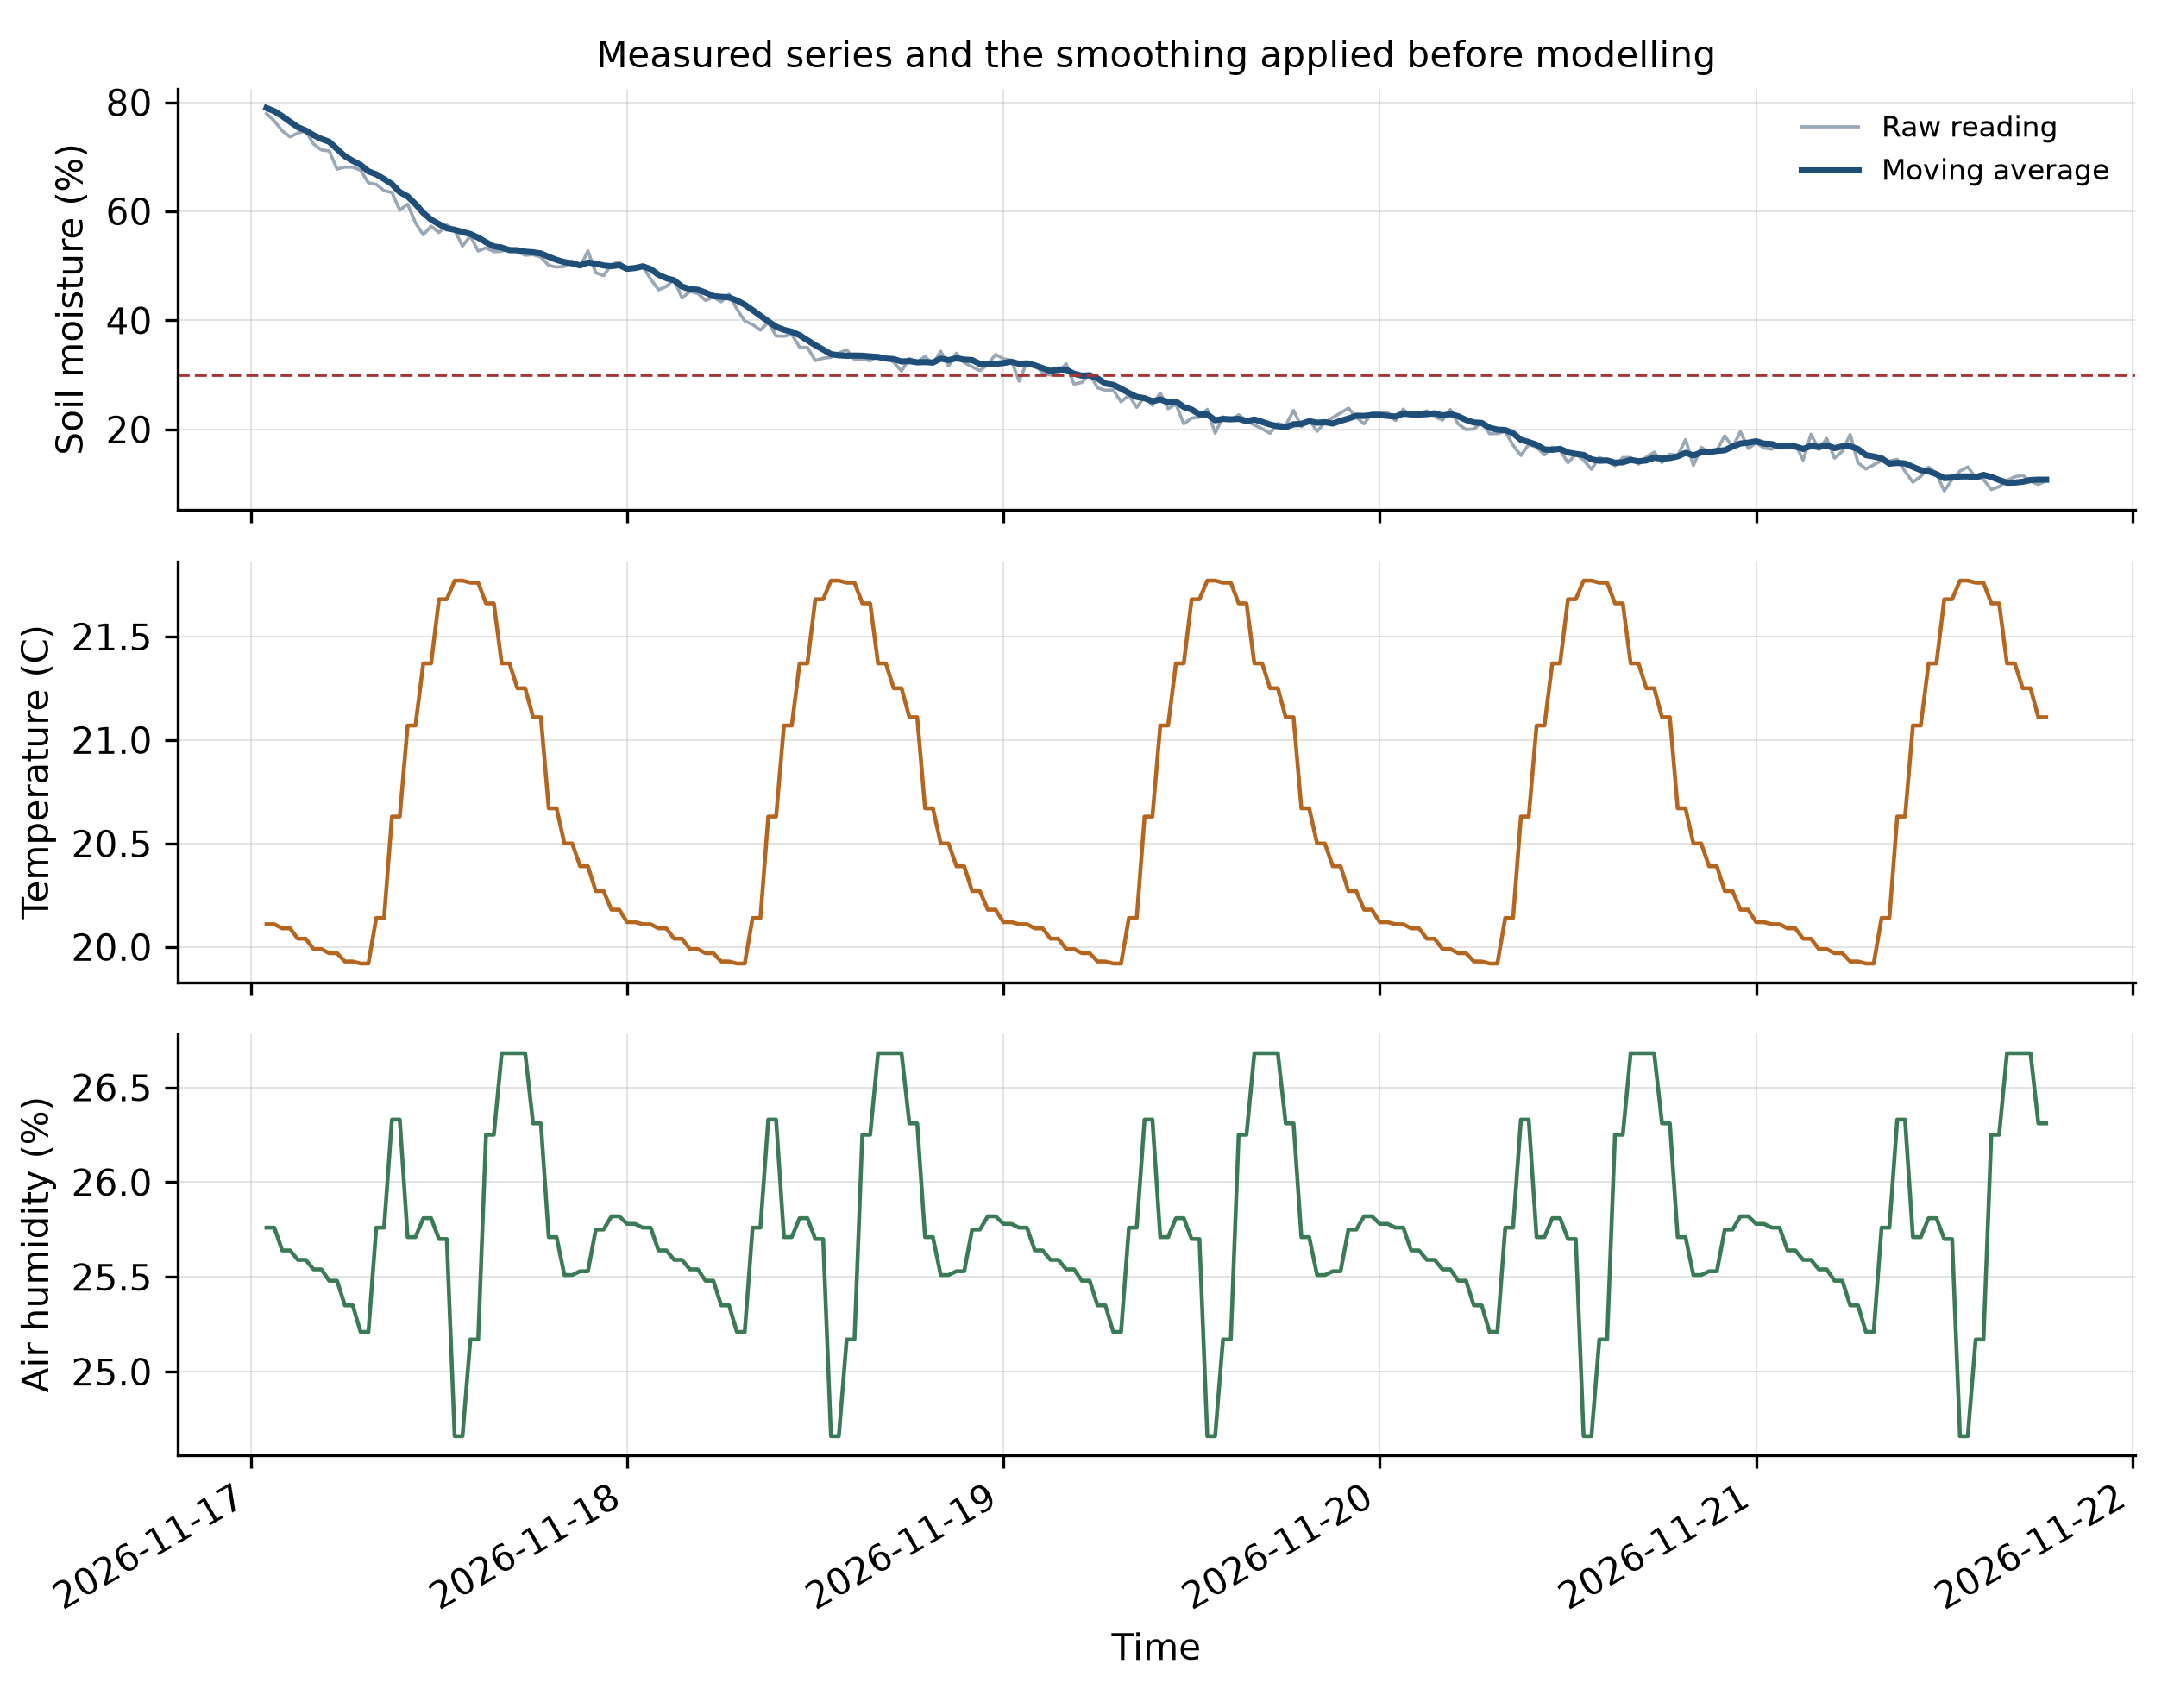 Measured series and the smoothing applied before modelling
Soil moisture (%)
80
60
40
20
Raw reading
Moving average
Temperature (C)
21.5
21.0
20.5
20.0
Air humidity (%)
26.5
26.0
25.5
25.0
2026-11-17
2026-11-18
2026-11-19
2026-11-20
2026-11-21
2026-11-22
Time